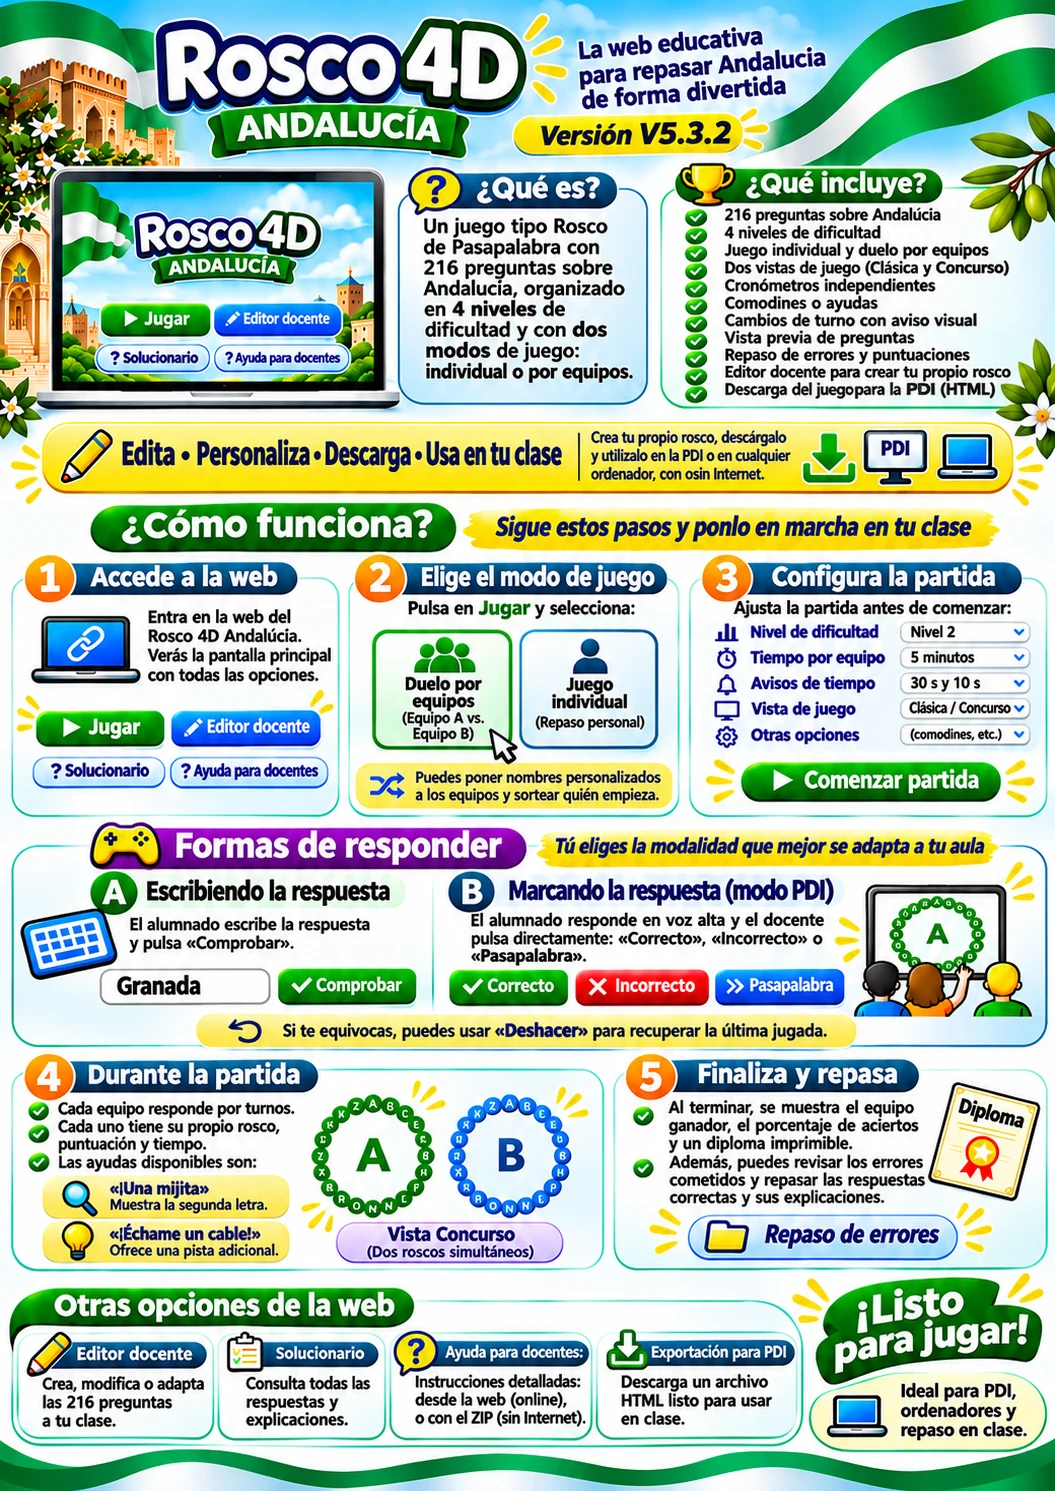 Rosco 4D
ANDALUCÍA
La web educativa
para repasar Andalucia
de forma divertida
Versión V5.3.2
Rosco 4D
ANDALUCÍA
Jugar
Editor docente
? Solucionario
? Ayuda para docentes
? ¿Qué es?
Un juego tipo Rosco
de Pasapalabra con
216 preguntas sobre
Andalucía, organizado
en 4 niveles de
dificultad y con dos
modos de juego:
individual o por equipos.
¿Qué incluye?
216 preguntas sobre Andalúcia
4 niveles de dificultad
Juego individual y duelo por equipos
Dos vistas de juego (Clásica y Concurso)
Cronómetros independientes
Comodines o ayudas
Cambios de turno con aviso visual
Vista previa de preguntas
Repaso de errores y puntuaciones
Editor docente para crear tu propio rosco
Descarga del juegopara la PDI (HTML)
Edita • Personaliza • Descarga • Usa en tu clase
Crea tu propio rosco, descárgalo
y utilizalo en la PDI o en cualquier
ordenador, con osin Internet.
PDI
¿Cómo funciona?
Sigue estos pasos y ponlo en marcha en tu clase
1 Accede a la web
Entra en la web del
Rosco 4D Andalúcia.
Verás la pantalla principal
con todas las opciones.
Jugar
Editor docente
? Solucionario
? Ayuda para docentes
2 Elige el modo de juego
Pulsa en Jugar y selecciona:
Duelo por
equipos
(Equipo A vs.
Equipo B)
Juego
individual
(Repaso personal)
Puedes poner nombres personalizados
a los equipos y sortear quién empieza.
3 Configura la partida
Ajusta la partida antes de comenzar:
Nivel de dificultad Nivel 2
Tiempo por equipo 5 minutos
Avisos de tiempo 30 s y 10 s
Vista de juego Clásica / Concurso
Otras opciones (comodines, etc.)
Comenzar partida
Formas de responder
Tú eliges la modalidad que mejor se adapta a tu aula
A Escribiendo la respuesta
El alumnado escribe la respuesta
y pulsa «Comprobar».
Granada
Comprobar
B Marcando la respuesta (modo PDI)
El alumnado responde en voz alta y el docente
pulsa directamente: «Correcto», «Incorrecto» o
«Pasapalabra».
Correcto
Incorrecto
Pasapalabra
A
Si te equivocas, puedes usar «Deshacer» para recuperar la última jugada.
4 Durante la partida
Cada equipo responde por turnos.
Cada uno tiene su propio rosco,
puntuación y tiempo.
Las ayudas disponibles son:
«¡Una mijita»
Muestra la segunda letra.
«¡Échame un cable!»
Ofrece una pista adicional.
A
B
Vista Concurso
(Dos roscos simultáneos)
5 Finaliza y repasa
Al terminar, se muestra el equipo
ganador, el porcentaje de aciertos
y un diploma imprimible.
Además, puedes revisar los errores
cometidos y repasar las respuestas
correctas y sus explicaciones.
Diploma
Repaso de errores
Otras opciones de la web
Editor docente
Crea, modifica o adapta
las 216 preguntas
a tu clase.
Solucionario
Consulta todas las
respuestas y
explicaciones.
? Ayuda para docentes:
Instrucciones detalladas:
desde la web (online),
o con el ZIP (sin Internet).
Exportación para PDI
Descarga un archivo
HTML listo para usar
en clase.
¡Listo
para jugar!
Ideal para PDI,
ordenadores y
repaso en clase.